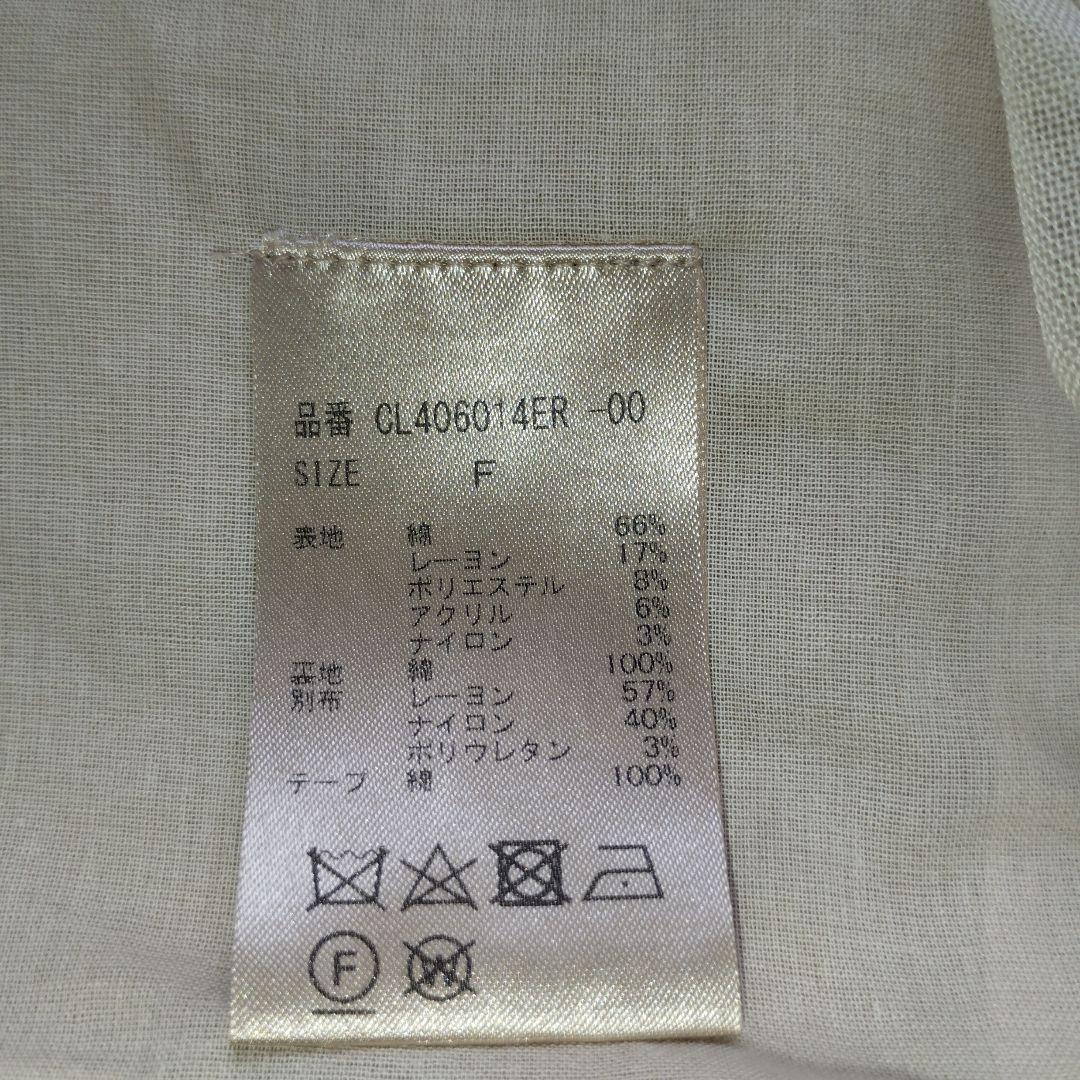 品番 CL406014ER -00
SIZE F
表地 綿 66%
レーヨン 17%
ポリエステル 8%
アクリル 6%
ナイロン 3%
裏地 綿 100%
別布 レーヨン 57%
ナイロン 40%
ポリウレタン 3%
テープ 綿 100%
F W